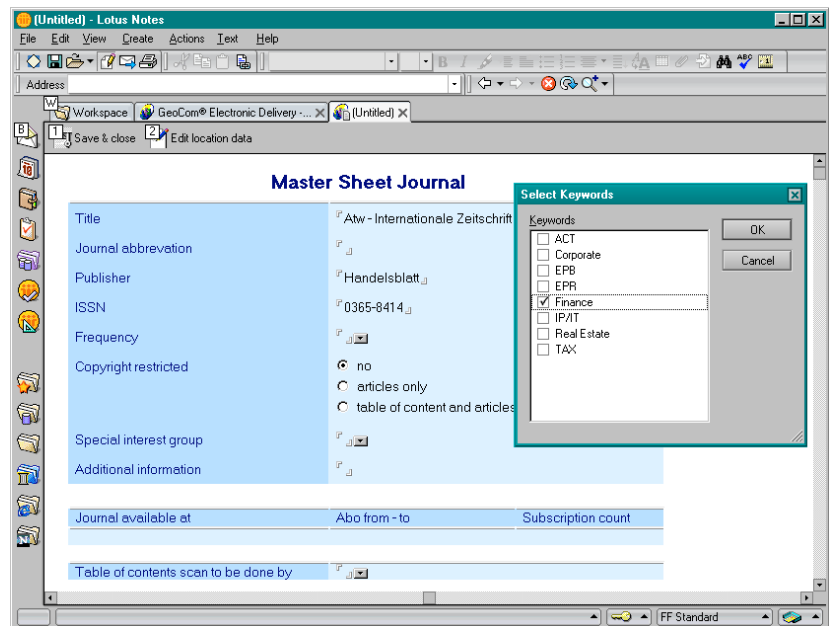 (Untitled) - Lotus Notes
File Edit View Create Actions Text Help
Address
W Workspace GeoCom® Electronic Delivery -... (Untitled)
B 1 Save & close 2 Edit location data
Master Sheet Journal
Title Atw - Internationale Zeitschrift
Journal abbrevation
Publisher Handelsblatt
ISSN 0365-8414
Frequency
Copyright restricted no
articles only
table of content and articles
Special interest group
Additional information
Journal available at Abo from - to Subscription count
Table of contents scan to be done by
Select Keywords
Keywords
ACT
Corporate
EPB
EPR
Finance
IP/IT
Real Estate
TAX
OK
Cancel
FF Standard